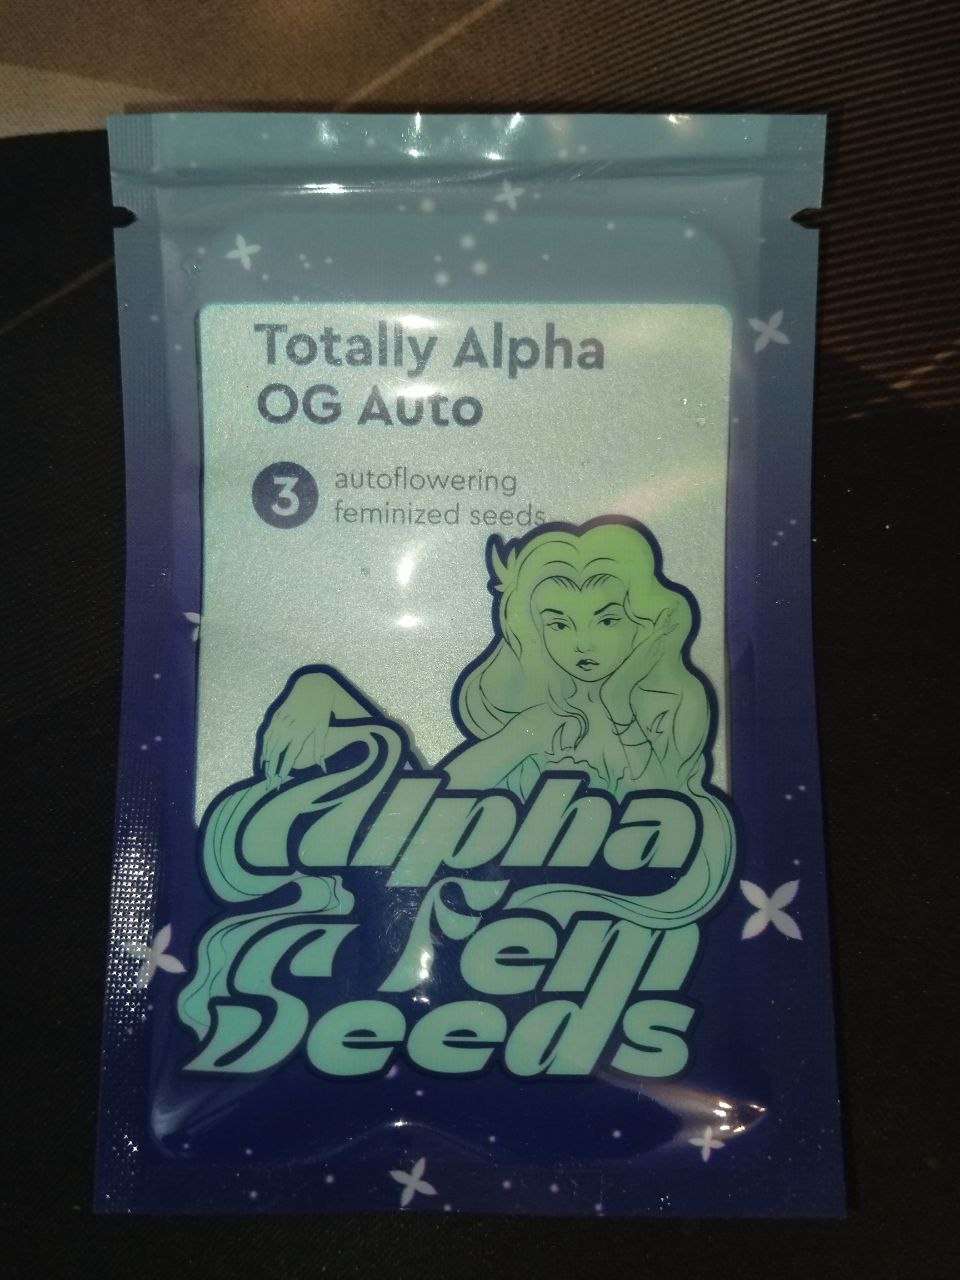 Totally Alpha
OG Auto
3 autoflowering
feminized seeds
Alpha
Fem
Seeds